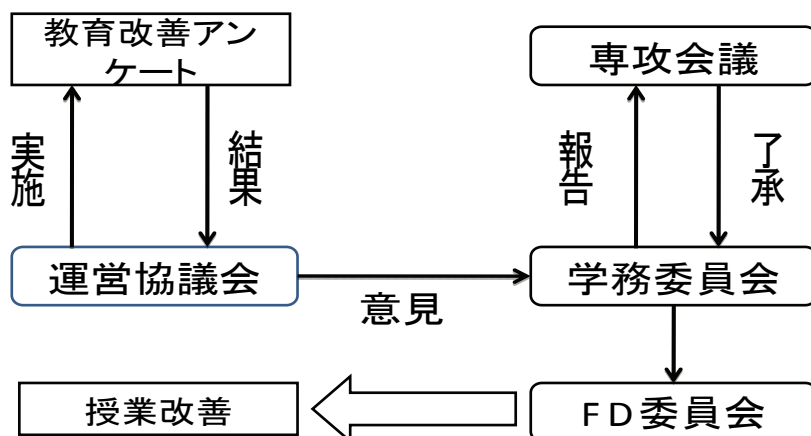 教育改善アン
ケート
専攻会議
実施
結果
報告
了承
運営協議会
意見
学務委員会
授業改善
FD委員会